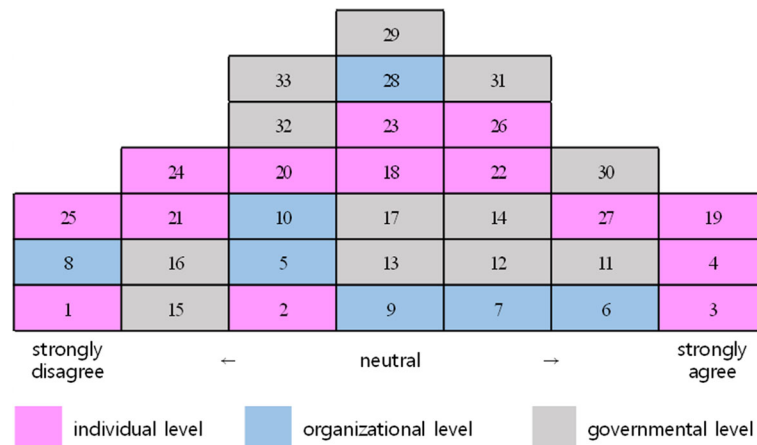 29
33 28 31
32 23 26
24 20 18 22 30
25 21 10 17 14 27 19
8 16 5 13 12 11 4
1 15 2 9 7 6 3
strongly disagree ← neutral → strongly agree
individual level organizational level governmental level